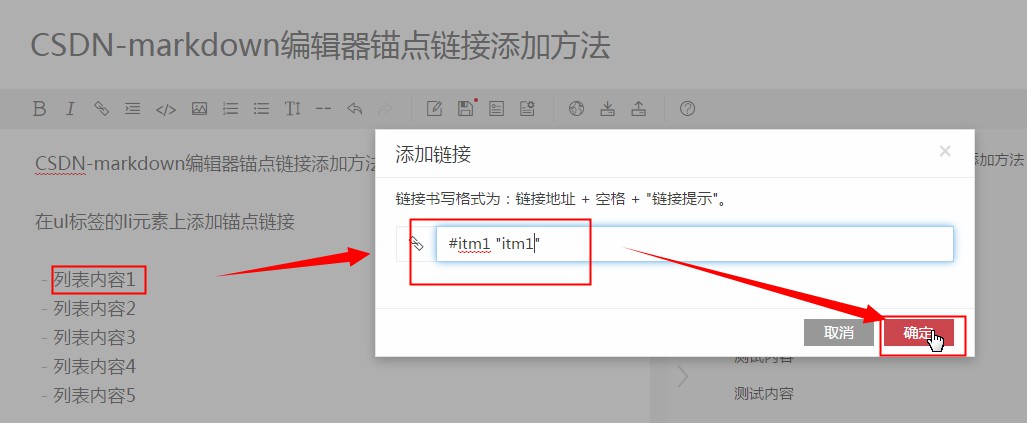 CSDN-markdown编辑器锚点链接添加方法
CSDN-markdown编辑器锚点链接添加方法
在ul标签的li元素上添加锚点链接
- 列表内容1
- 列表内容2
- 列表内容3
- 列表内容4
- 列表内容5
添加链接
链接书写格式为：链接地址 + 空格 + "链接提示"。
#itm1 "itm1"
取消
确定
添加方法
测试内容
测试内容